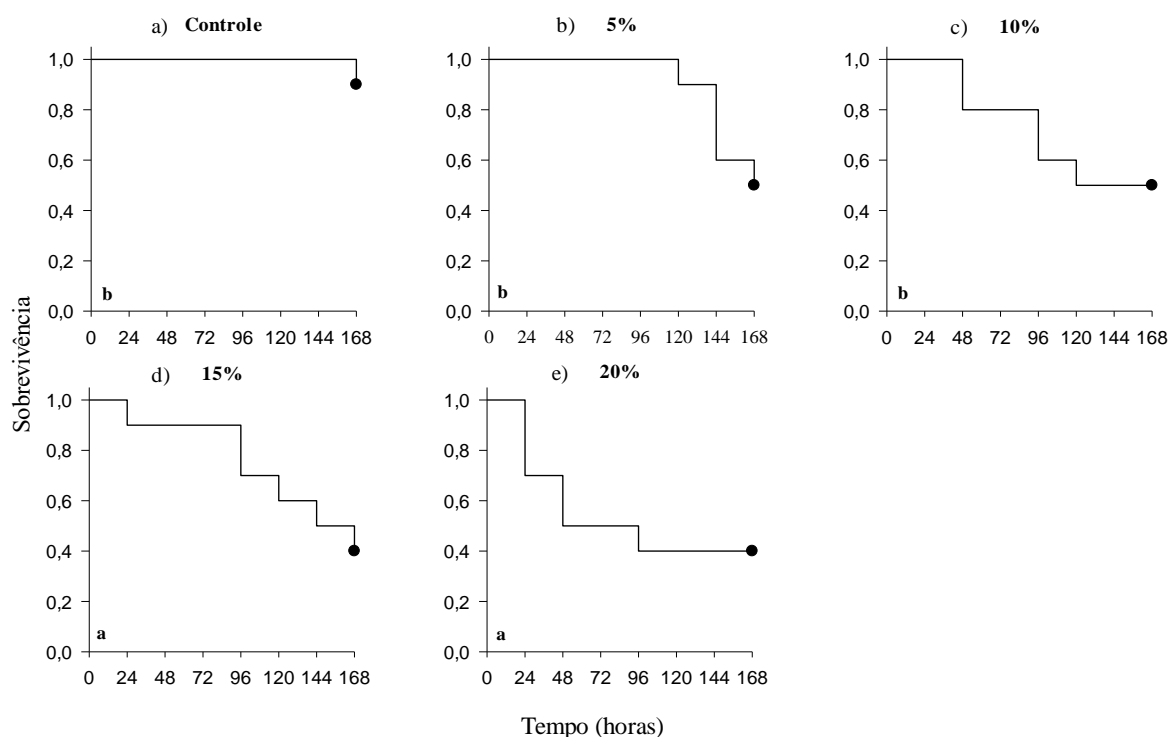 a) Controle
b) 5%
c) 10%
1,0 1,0 1,0
0,8 0,8 0,8
0,6 0,6 0,6
0,4 0,4 0,4
0,2 0,2 0,2
b b b
0,0 0,0 0,0
0 24 48 72 96 120 144 168
0 24 48 72 96 120 144 168
0 24 48 72 96 120 144 168
Sobrevivência
d) 15%
e) 20%
1,0 1,0
0,8 0,8
0,6 0,6
0,4 0,4
0,2 0,2
a a
0,0 0,0
0 24 48 72 96 120 144 168
0 24 48 72 96 120 144 168
Tempo (horas)